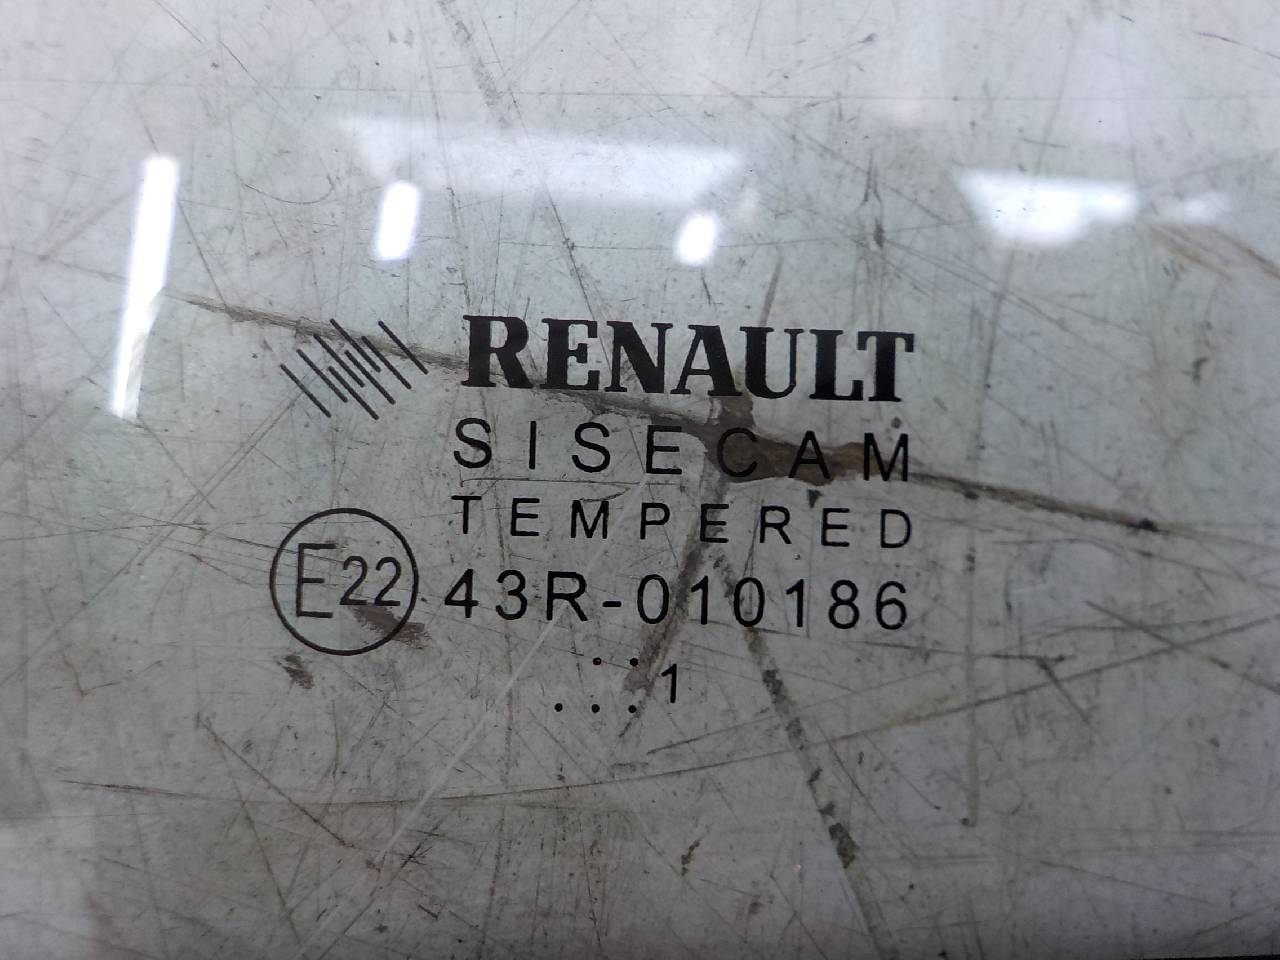 RENAULT
SISECAM
TEMPERED
E22 43R-010186
.. 1
...